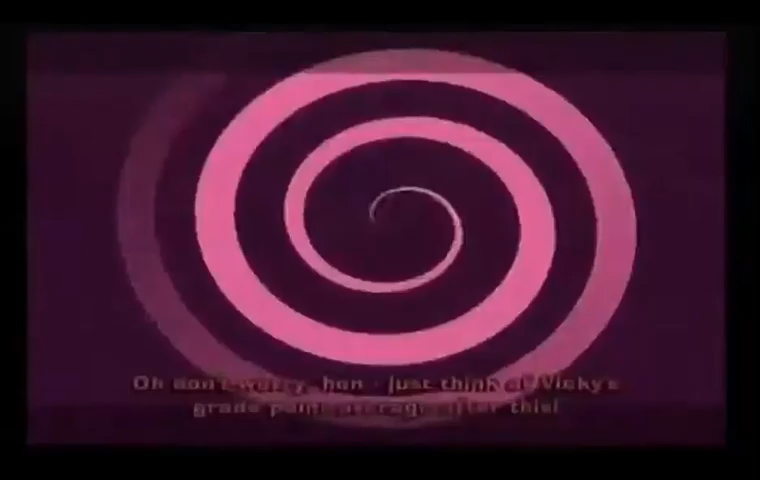 Oh don't worry, hon - just think of Vicky's
grade point average after this!